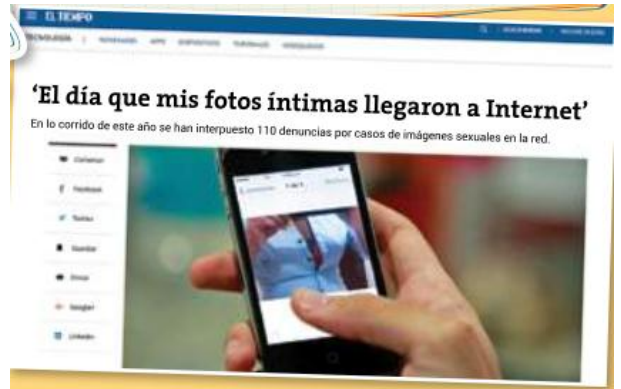 EL TIEMPO
TECNOLOGÍA
'El día que mis fotos íntimas llegaron a Internet'
En lo corrido de este año se han interpuesto 110 denuncias por casos de imágenes sexuales en la red.
Facebook
Twitter
Guardar
Enviar
Google+
LinkedIn